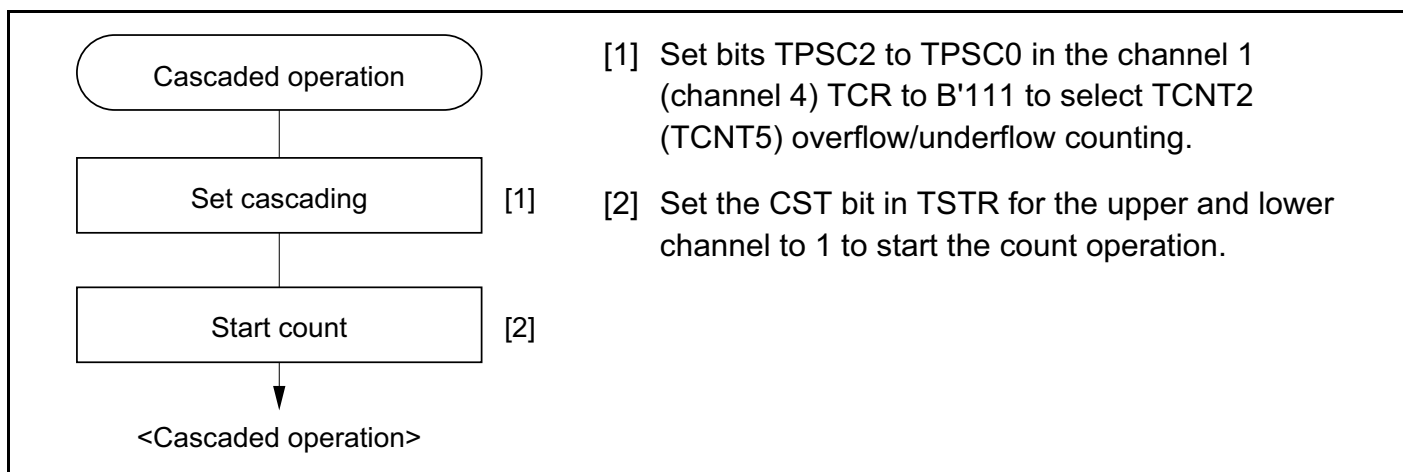 Cascaded operation
Set cascading
[1]
Start count
[2]
<Cascaded operation>
[1] Set bits TPSC2 to TPSC0 in the channel 1
(channel 4) TCR to B'111 to select TCNT2
(TCNT5) overflow/underflow counting.
[2] Set the CST bit in TSTR for the upper and lower
channel to 1 to start the count operation.